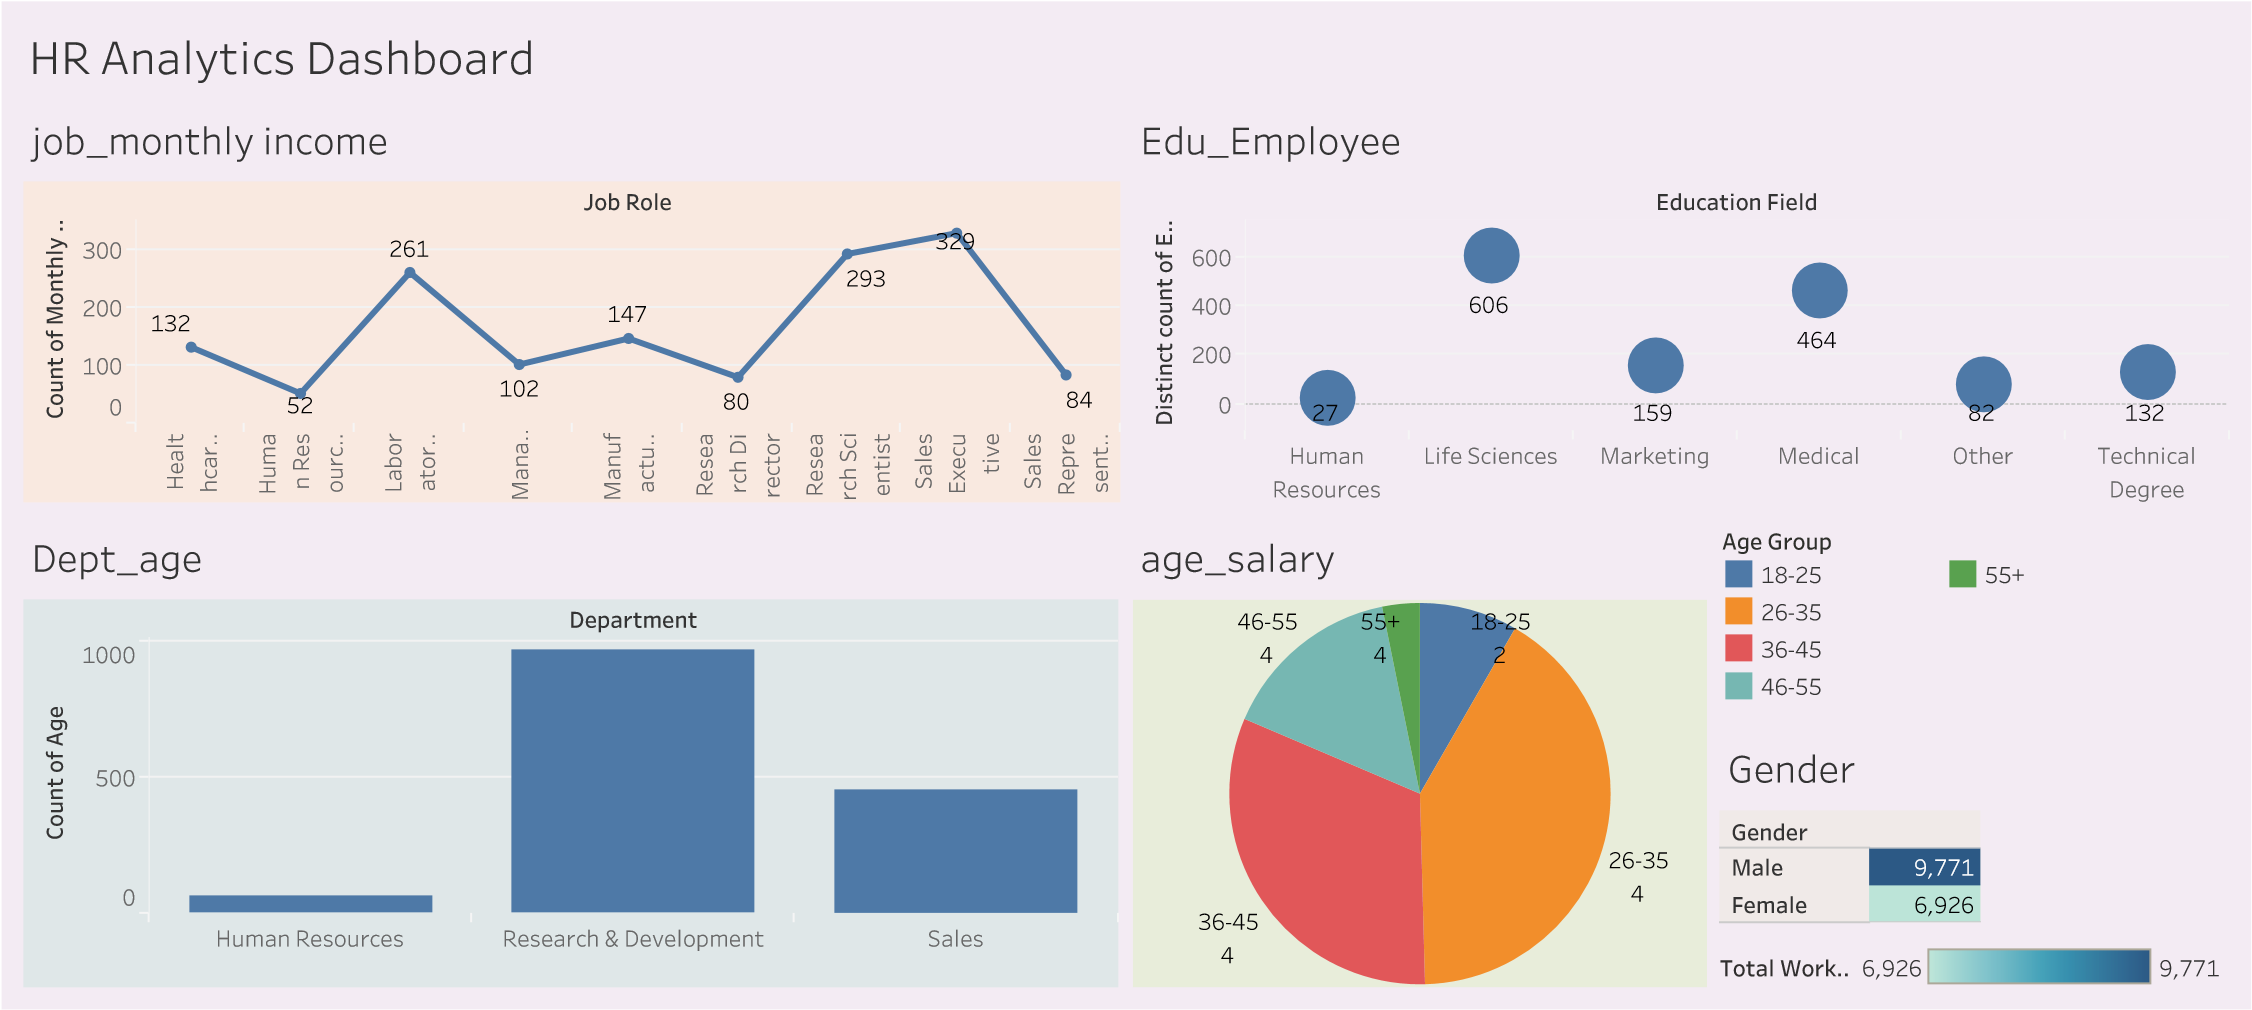 HR Analytics Dashboard
job_monthly income
Job Role
Count of Monthly ..
300
200
100
0
132
52
261
102
147
80
293
329
84
Healt
hcar..
Huma
n Res
ourc..
Labor
ator..
Mana..
Manuf
actu..
Resea
rch Di
rector
Resea
rch Sci
entist
Sales
Execu
tive
Sales
Repre
sent..
Edu_Employee
Education Field
Distinct count of E..
600
400
200
0
27
606
159
464
82
132
Human
Resources
Life Sciences
Marketing
Medical
Other
Technical
Degree
Dept_age
Department
Count of Age
1000
500
0
Human Resources
Research & Development
Sales
age_salary
46-55
4
55+
4
18-25
2
26-35
4
36-45
4
Age Group
18-25
26-35
36-45
46-55
55+
Gender
Gender
Male 9,771
Female 6,926
Total Work.. 6,926 9,771